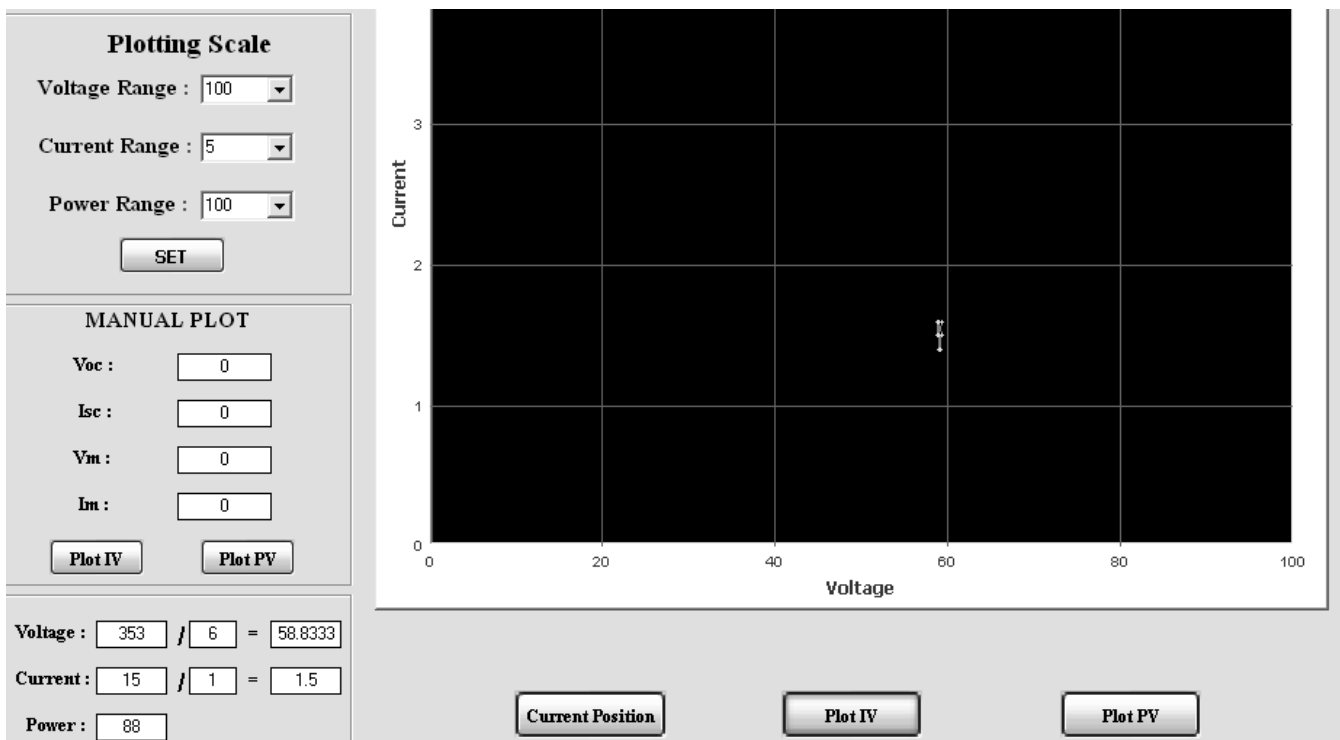 Plotting Scale
Voltage Range : 100
Current Range : 5
Power Range : 100
SET
MANUAL PLOT
Voc : 0
Isc : 0
Vm : 0
Im : 0
Plot IV Plot PV
Voltage : 353 / 6 = 58.8333
Current : 15 / 1 = 1.5
Power : 88
Current
3
2
1
0
0 20 40 60 80 100
Voltage
Current Position Plot IV Plot PV